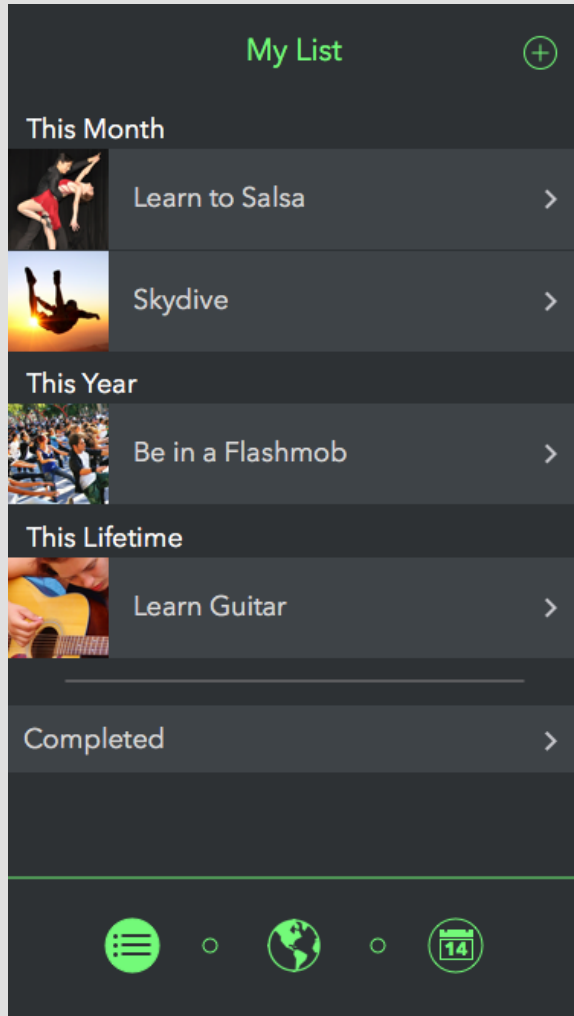 My List
This Month
Learn to Salsa
Skydive
This Year
Be in a Flashmob
This Lifetime
Learn Guitar
Completed
14